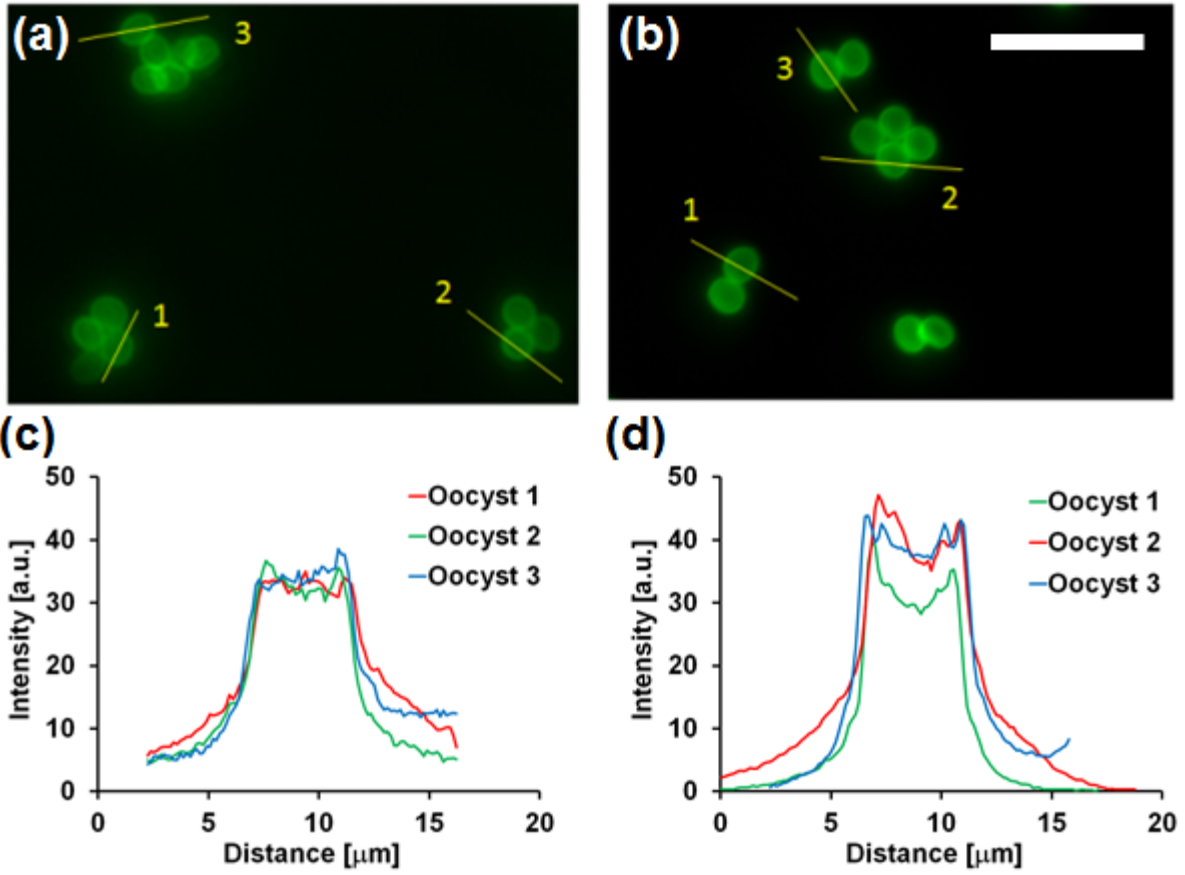 (a)
3
1
2
(b)
3
2
1
(c)
50
40
30
20
10
0
Intensity [a.u.]
Oocyst 1
Oocyst 2
Oocyst 3
0 5 10 15 20
Distance [μm]
(d)
50
40
30
20
10
0
Intensity [a.u.]
Oocyst 1
Oocyst 2
Oocyst 3
0 5 10 15 20
Distance [μm]